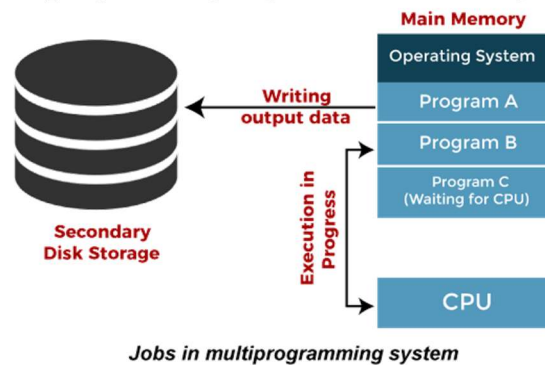 Main Memory
Operating System
Program A
Writing
output data
Program B
Program C
(Waiting for CPU)
Secondary
Disk Storage
Execution in
Progress
CPU
Jobs in multiprogramming system